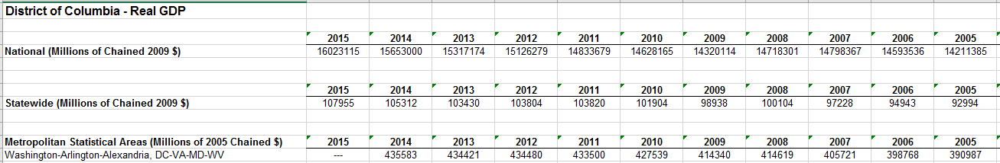 District of Columbia - Real GDP
2015 2014 2013 2012 2011 2010 2009 2008 2007 2006 2005
National (Millions of Chained 2009 $) 16023115 15653000 15317174 15126279 14833679 14628165 14320114 14718301 14798367 14593536 14211385
2015 2014 2013 2012 2011 2010 2009 2008 2007 2006 2005
Statewide (Millions of Chained 2009 $) 107955 105312 103430 103804 103820 101904 98938 100104 97228 94943 92994
Metropolitan Statistical Areas (Millions of 2005 Chained $) 2015 2014 2013 2012 2011 2010 2009 2008 2007 2006 2005
Washington-Arlington-Alexandria, DC-VA-MD-WV --- 435583 434421 434480 433500 427539 414340 414619 405721 398768 390987